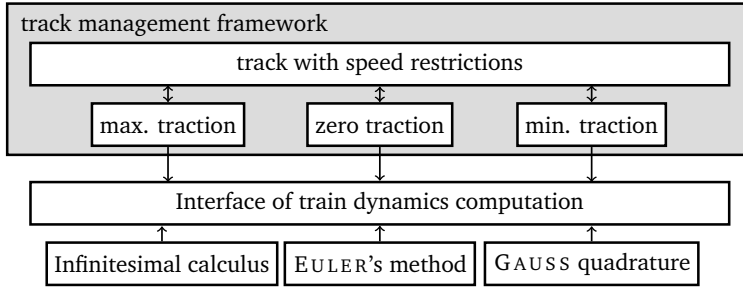 track management framework
track with speed restrictions
max. traction
zero traction
min. traction
Interface of train dynamics computation
Infinitesimal calculus
EULER's method
GAUSS quadrature